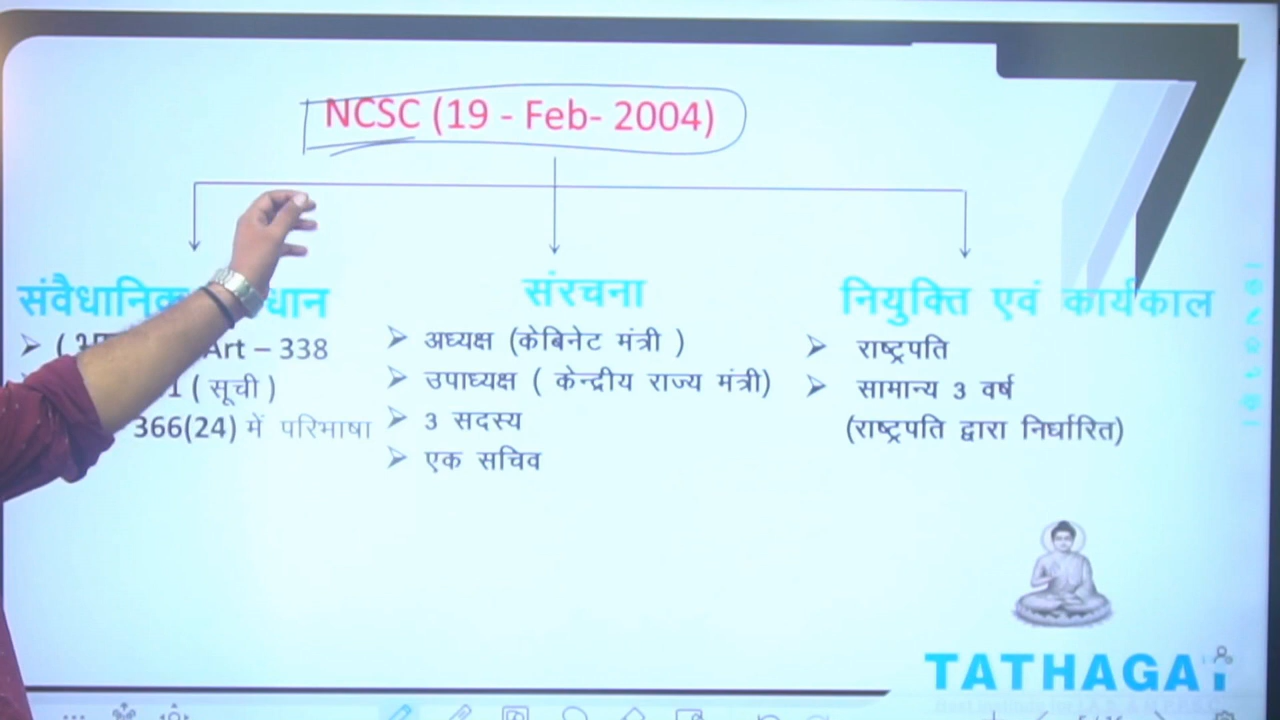 NCSC (19 - Feb- 2004)
संवैधानिक धान
( Art – 338
1 ( सूची )
366(24) में परिभाषा
संरचना
अध्यक्ष (केबिनेट मंत्री )
उपाध्यक्ष ( केन्द्रीय राज्य मंत्री)
3 सदस्य
एक सचिव
नियुक्ति एवं कार्यकाल
राष्ट्रपति
सामान्य 3 वर्ष
(राष्ट्रपति द्वारा निर्धारित)
TATHAGAT